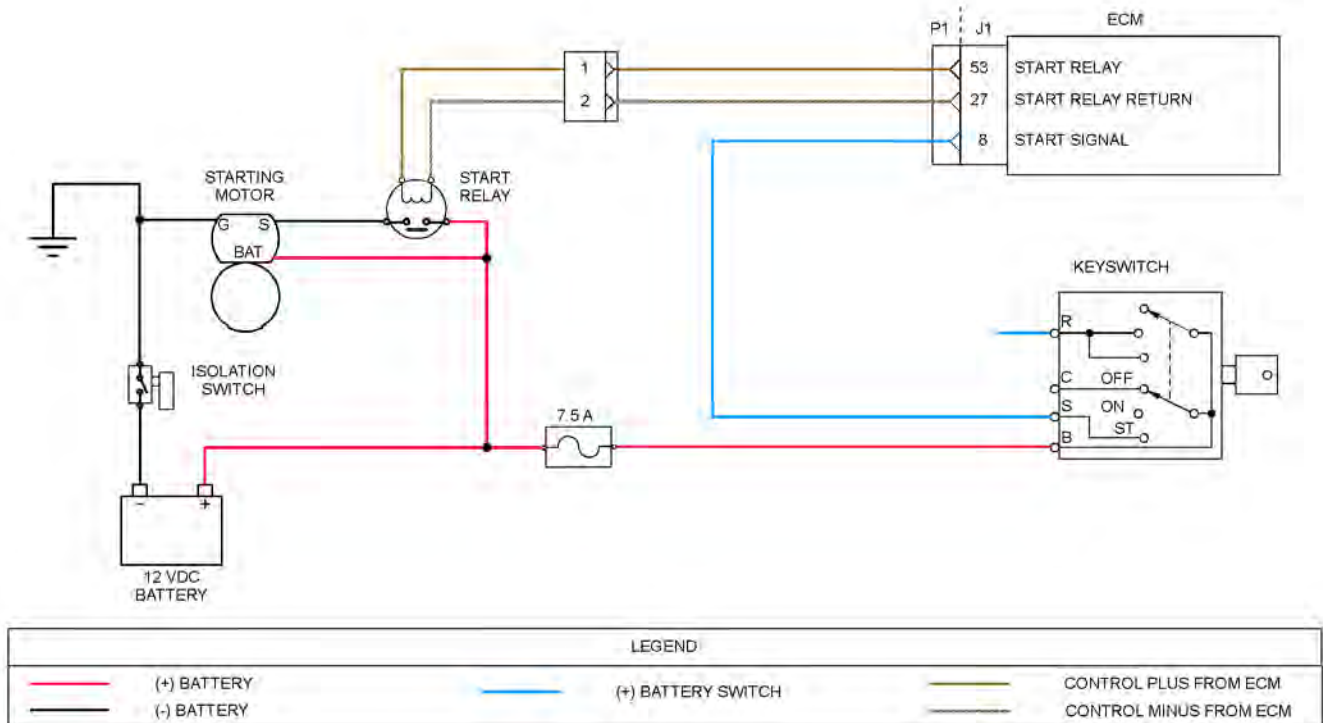 ECM
P1 J1
1
53 START RELAY
2
27 START RELAY RETURN
8 START SIGNAL
STARTING
MOTOR
START
RELAY
G S
BAT
KEYSWITCH
R
ISOLATION
SWITCH
C OFF
S ON
7.5 A
ST
B
- +
12 VDC
BATTERY
LEGEND
(+) BATTERY
(+) BATTERY SWITCH
CONTROL PLUS FROM ECM
(-) BATTERY
CONTROL MINUS FROM ECM